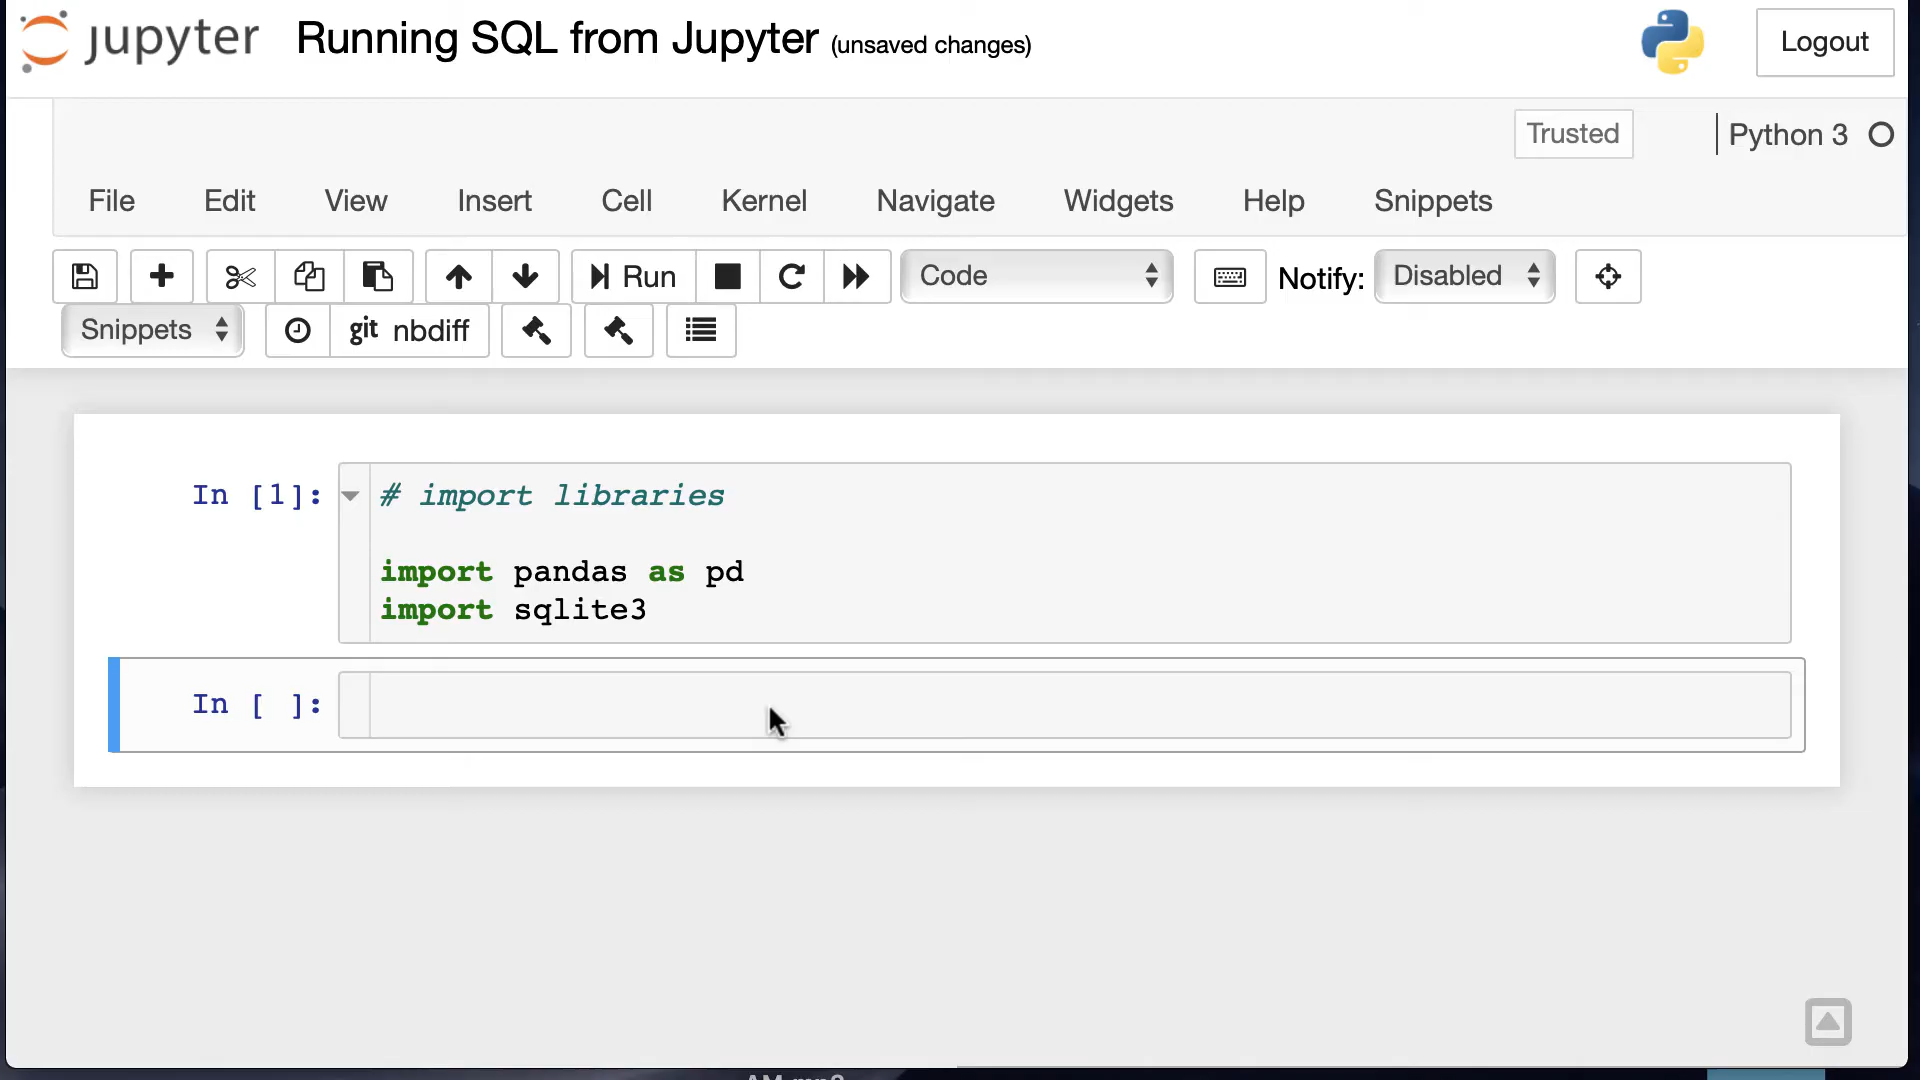 jupyter Running SQL from Jupyter (unsaved changes) Logout
Trusted Python 3
File Edit View Insert Cell Kernel Navigate Widgets Help Snippets
Run Code Notify: Disabled
Snippets git nbdiff
In [1]: # import libraries
import pandas as pd
import sqlite3
In [ ]: